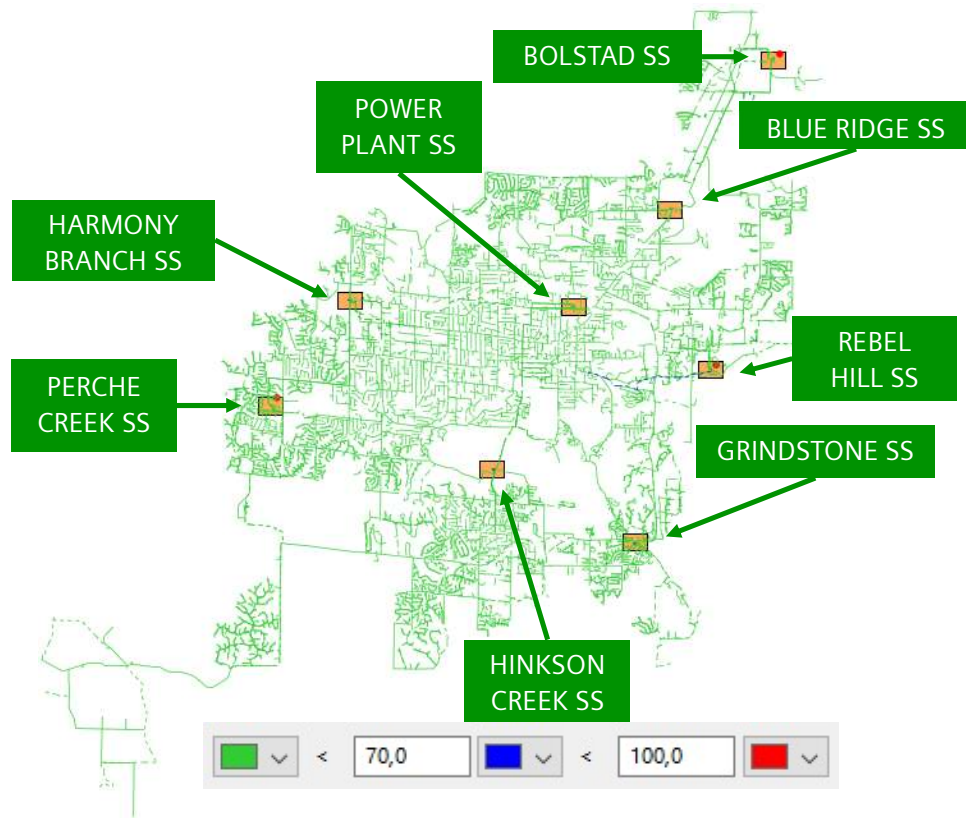 BOLSTAD SS
POWER
PLANT SS
BLUE RIDGE SS
HARMONY
BRANCH SS
REBEL
HILL SS
PERCHE
CREEK SS
GRINDSTONE SS
HINKSON
CREEK SS
< 70,0 < 100,0